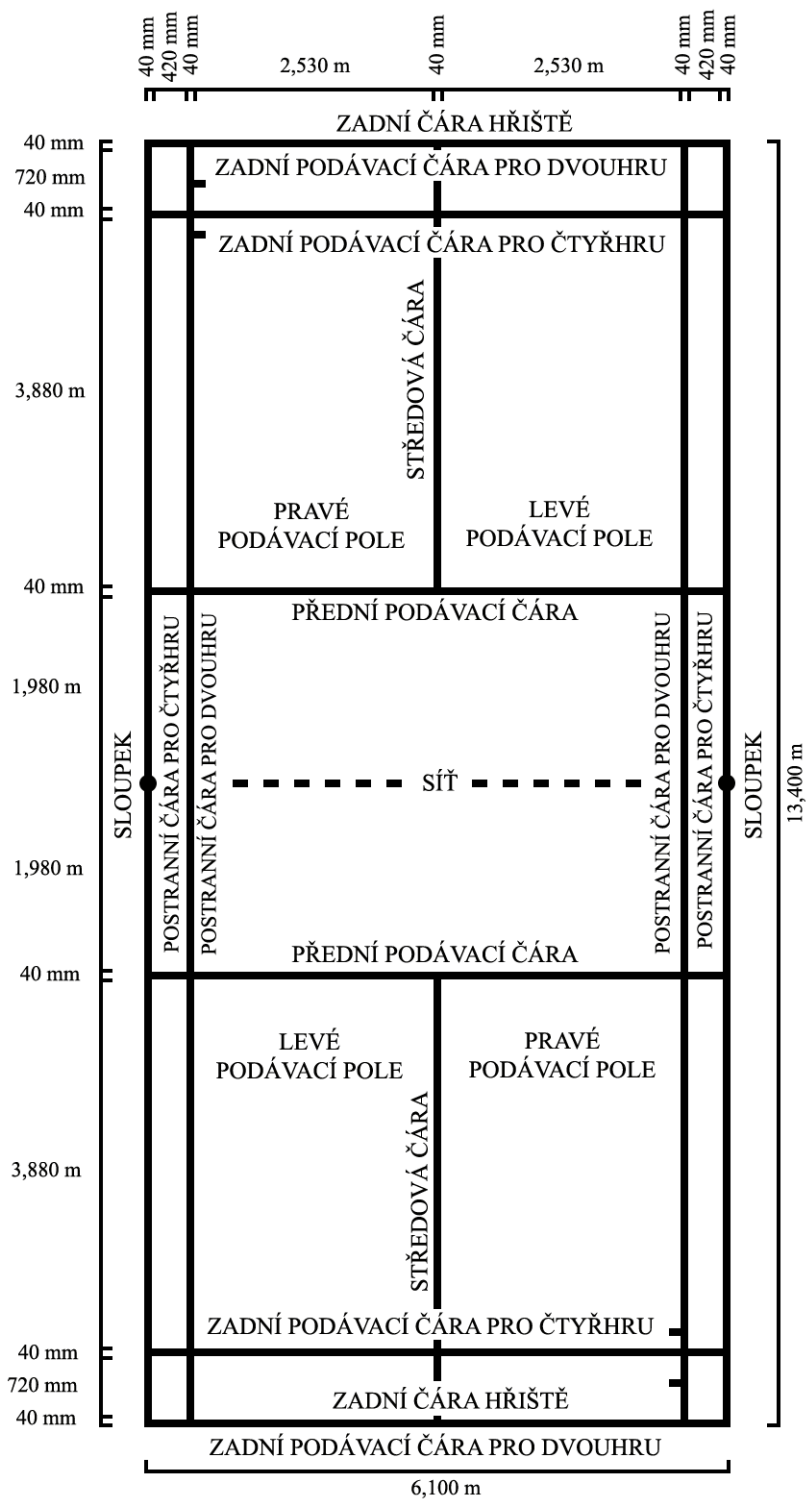 40 mm
420 mm
40 mm
2,530 m
40 mm
2,530 m
40 mm
420 mm
40 mm
ZADNÍ ČÁRA HŘIŠTĚ
40 mm
ZADNÍ PODÁVACÍ ČÁRA PRO DVOUHRU
720 mm
40 mm
ZADNÍ PODÁVACÍ ČÁRA PRO ČTYŘHRU
STŘEDOVÁ ČÁRA
3,880 m
PRAVÉ
PODÁVACÍ POLE
LEVÉ
PODÁVACÍ POLE
40 mm
PŘEDNÍ PODÁVACÍ ČÁRA
1,980 m
SLOUPEK
POSTRANNÍ ČÁRA PRO ČTYŘHRU
POSTRANNÍ ČÁRA PRO DVOUHRU
SÍŤ
POSTRANNÍ ČÁRA PRO DVOUHRU
POSTRANNÍ ČÁRA PRO ČTYŘHRU
SLOUPEK
13,400 m
1,980 m
PŘEDNÍ PODÁVACÍ ČÁRA
40 mm
LEVÉ
PODÁVACÍ POLE
PRAVÉ
PODÁVACÍ POLE
STŘEDOVÁ ČÁRA
3,880 m
ZADNÍ PODÁVACÍ ČÁRA PRO ČTYŘHRU
40 mm
720 mm
ZADNÍ ČÁRA HŘIŠTĚ
40 mm
ZADNÍ PODÁVACÍ ČÁRA PRO DVOUHRU
6,100 m